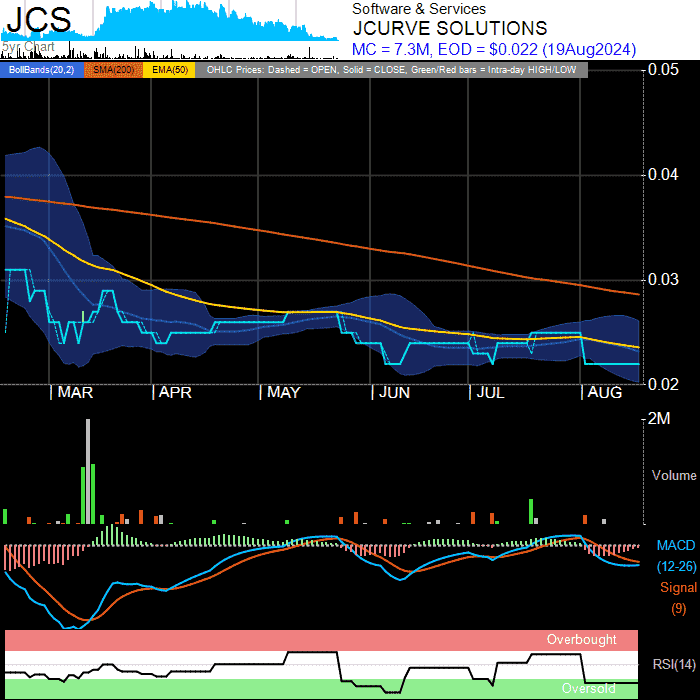 JCS
5yr Chart
Software & Services
JCURVE SOLUTIONS
MC = 7.3M, EOD = $0.022 (19Aug2024)
BollBands(20,2) SMA(200) EMA(50) OHLC Prices: Dashed = OPEN, Solid = CLOSE, Green/Red bars = Intra-day HIGH/LOW
0.05
0.04
0.03
0.02
MAR APR MAY JUN JUL AUG
2M
Volume
MACD
(12-26)
Signal
(9)
Overbought
RSI(14)
Oversold